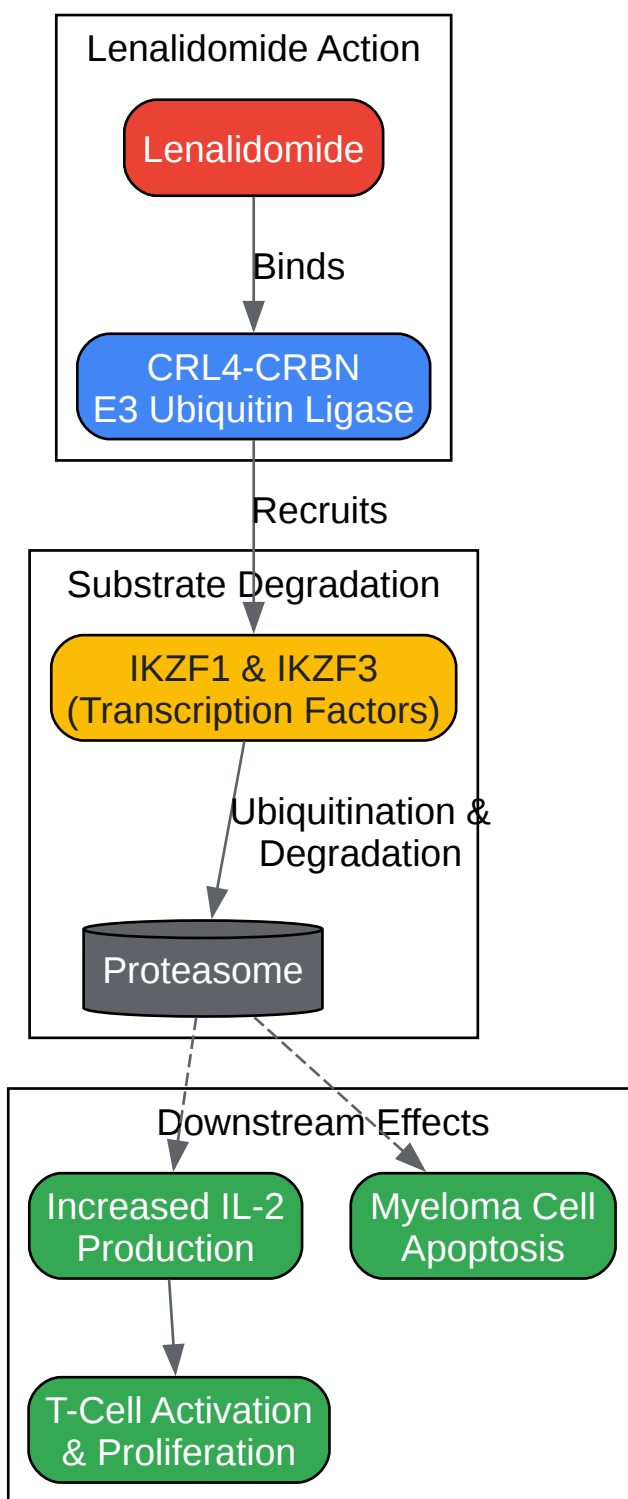 Lenalidomide Action
Lenalidomide
Binds
CRL4-CRBN
E3 Ubiquitin Ligase
Recruits
Substrate Degradation
IKZF1 & IKZF3
(Transcription Factors)
Ubiquitination &
Degradation
Proteasome
Downstream Effects
Increased IL-2
Production
Myeloma Cell
Apoptosis
T-Cell Activation
& Proliferation